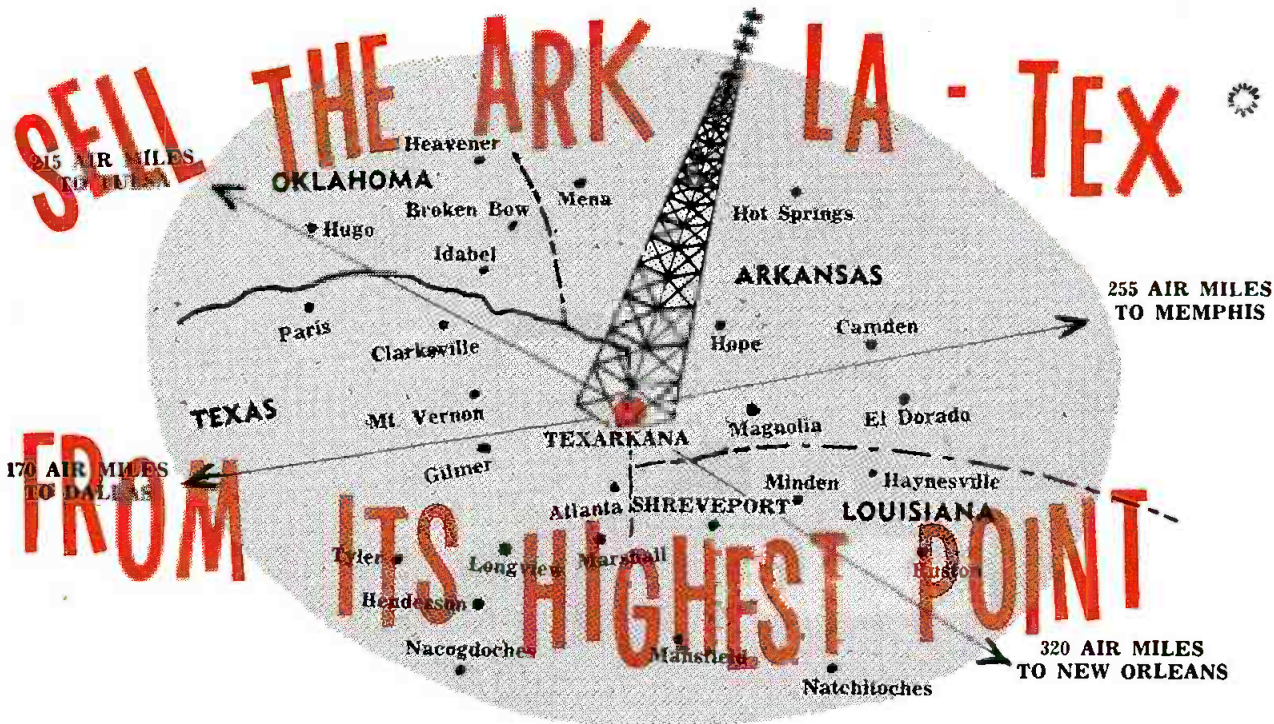 SELL THE ARK LA - TEX
215 AIR MILES
TO TULSA
Heavener
OKLAHOMA
Mena
Broken Bow
Hot Springs
Hugo
Idabel
ARKANSAS
255 AIR MILES
TO MEMPHIS
Paris
Clarksville
Hope
Camden
TEXAS
Mt Vernon
Magnolia
El Dorado
TEXARKANA
170 AIR MILES
TO DALLAS
Gilmer
Minden
Haynesville
Atlanta
SHREVEPORT
LOUISIANA
FROM ITS HIGHEST POINT
Tyler
Longview
Marshall
Ruston
Henderson
Nacogdoches
Mansfield
Natchitoches
320 AIR MILES
TO NEW ORLEANS